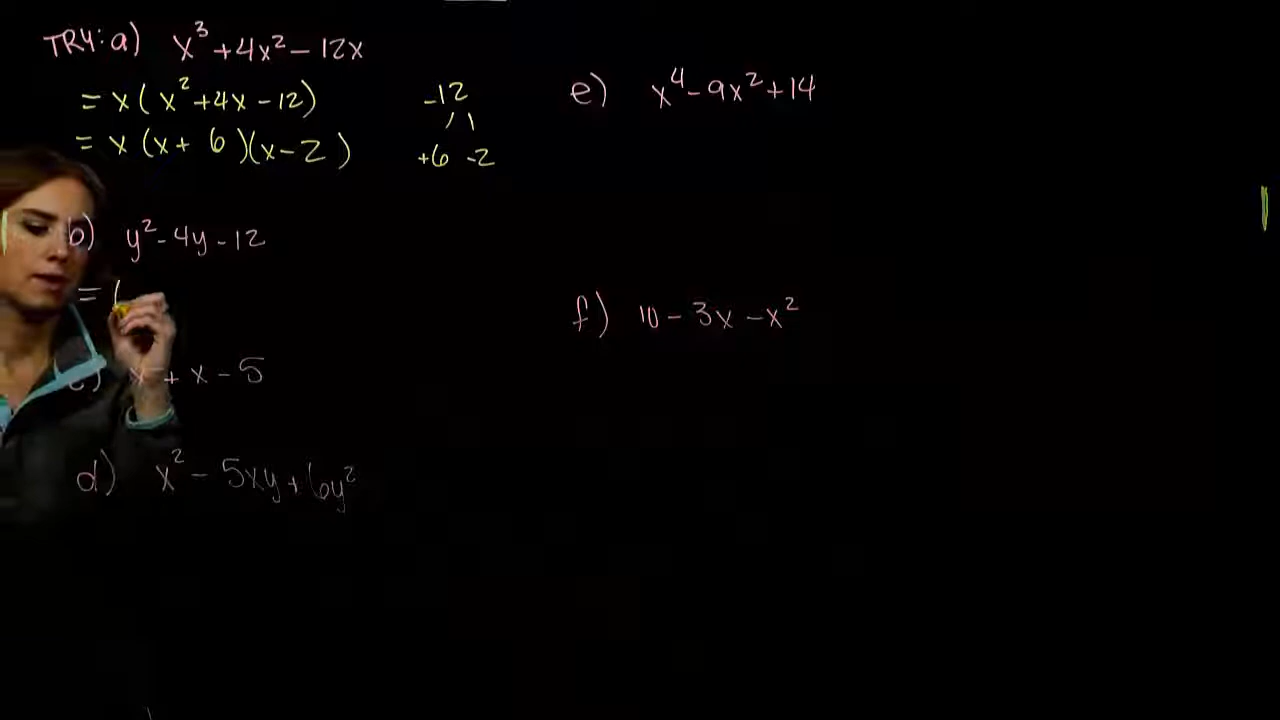 TRY: a) x³ + 4x² - 12x
= x ( x² + 4x - 12 )
= x ( x + 6 )( x - 2 )
-12
+6 -2
b) y² - 4y - 12
= (
c) x + x - 5
d) x² - 5xy + 6y²
e) x⁴ - 9x² + 14
f) 10 - 3x - x²